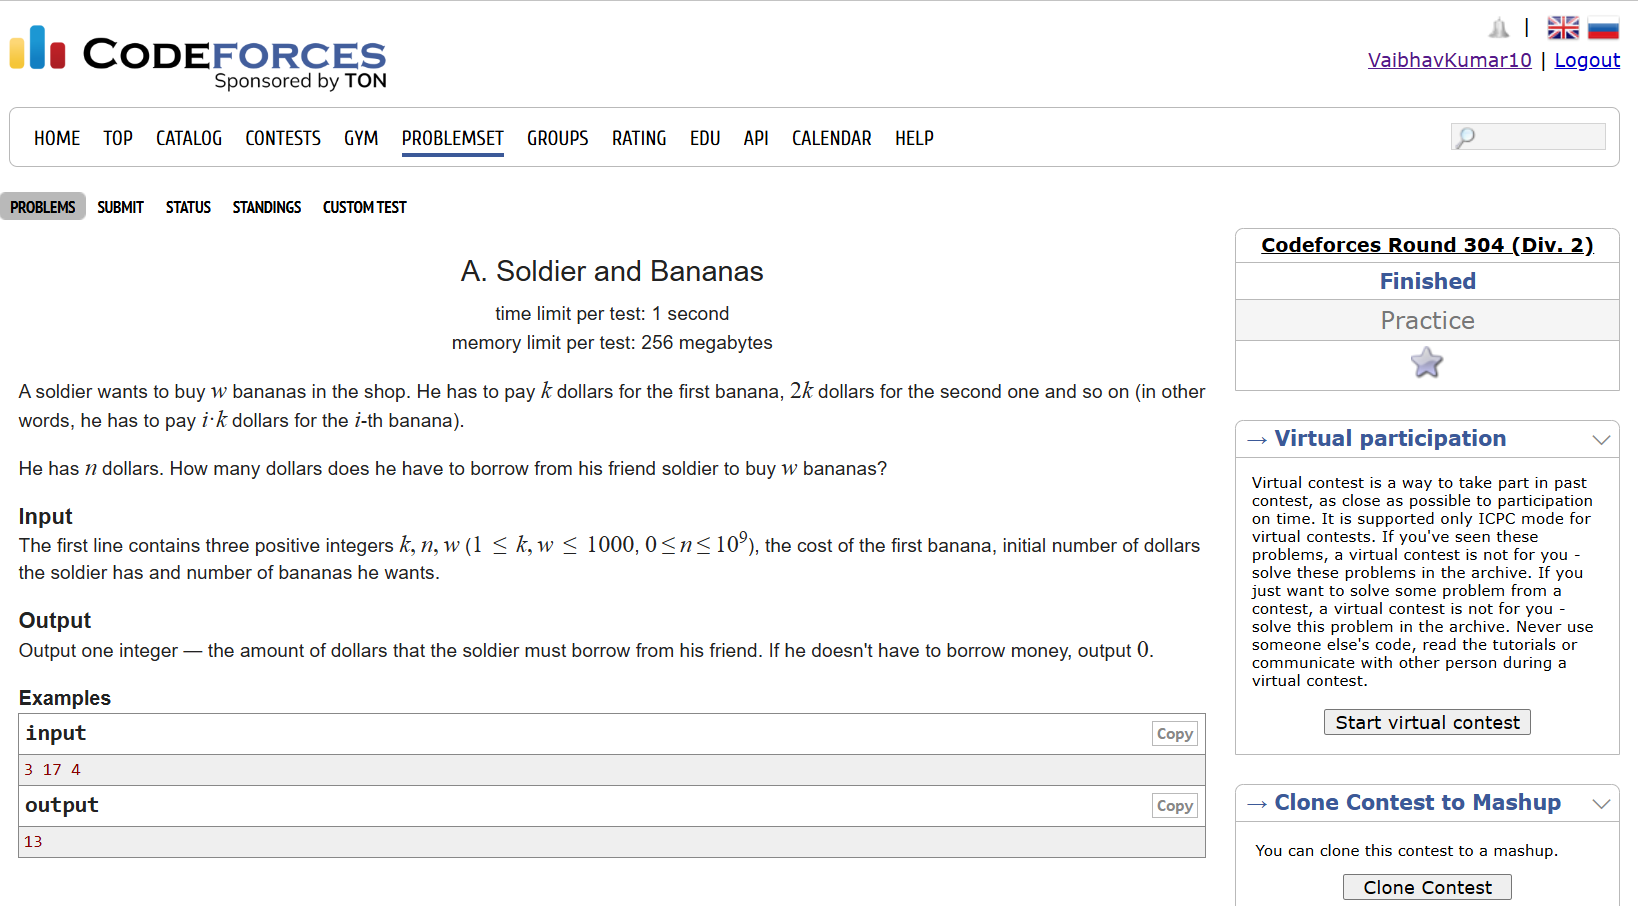 CODEFORCES
Sponsored by TON
|
VaibhavKumar10 | Logout
HOME TOP CATALOG CONTESTS GYM PROBLEMSET GROUPS RATING EDU API CALENDAR HELP
PROBLEMS SUBMIT STATUS STANDINGS CUSTOM TEST
A. Soldier and Bananas
time limit per test: 1 second
memory limit per test: 256 megabytes
A soldier wants to buy w bananas in the shop. He has to pay k dollars for the first banana, 2k dollars for the second one and so on (in other
words, he has to pay i·k dollars for the i-th banana).
He has n dollars. How many dollars does he have to borrow from his friend soldier to buy w bananas?
Input
The first line contains three positive integers k, n, w (1 ≤ k, w ≤ 1000, 0 ≤ n ≤ 10⁹), the cost of the first banana, initial number of dollars
the soldier has and number of bananas he wants.
Output
Output one integer — the amount of dollars that the soldier must borrow from his friend. If he doesn't have to borrow money, output 0.
Examples
input Copy
3 17 4
output Copy
13
Codeforces Round 304 (Div. 2)
Finished
Practice
→ Virtual participation
Virtual contest is a way to take part in past
contest, as close as possible to participation
on time. It is supported only ICPC mode for
virtual contests. If you've seen these
problems, a virtual contest is not for you -
solve these problems in the archive. If you
just want to solve some problem from a
contest, a virtual contest is not for you -
solve this problem in the archive. Never use
someone else's code, read the tutorials or
communicate with other person during a
virtual contest.
Start virtual contest
→ Clone Contest to Mashup
You can clone this contest to a mashup.
Clone Contest